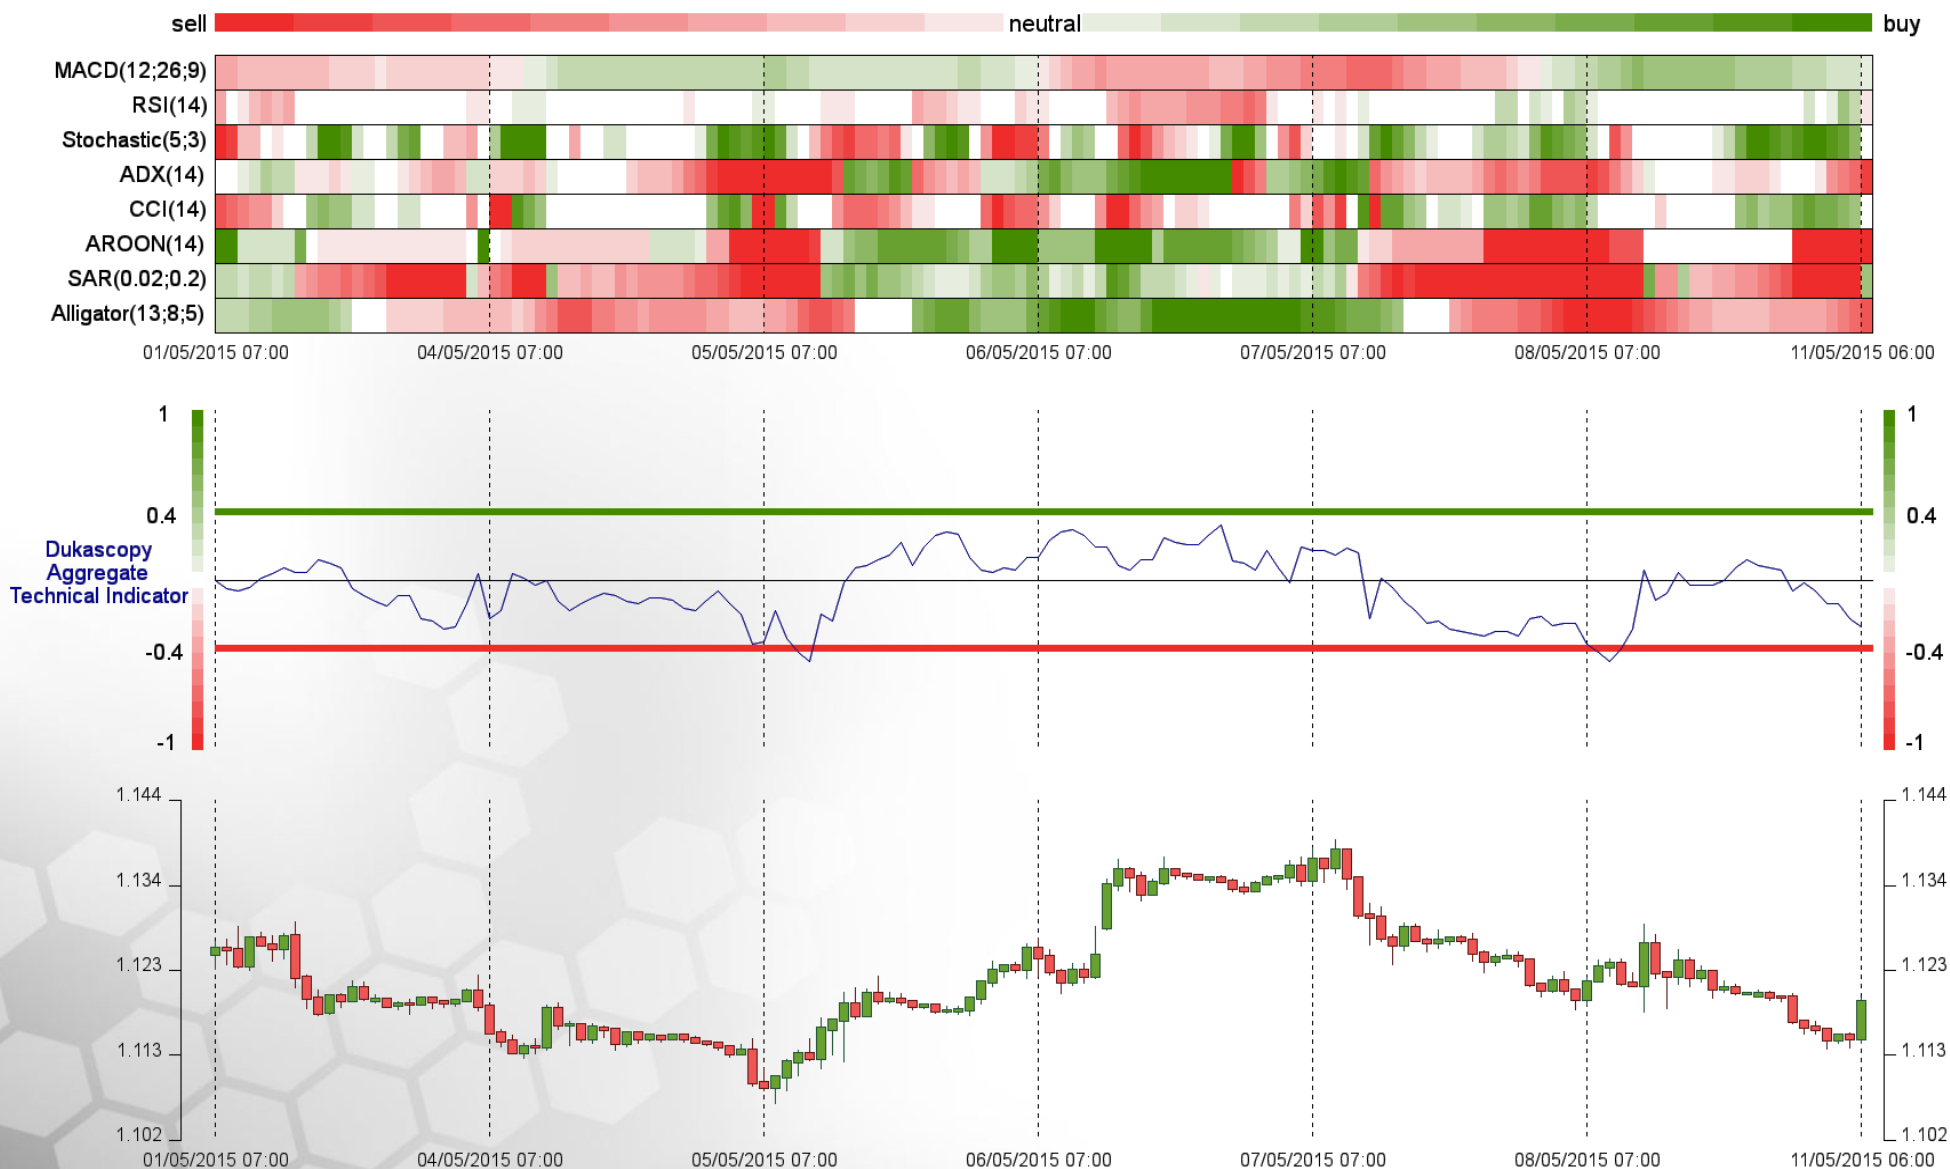 sell neutral buy
MACD(12;26;9)
RSI(14)
Stochastic(5;3)
ADX(14)
CCI(14)
AROON(14)
SAR(0.02;0.2)
Alligator(13;8;5)
01/05/2015 07:00 04/05/2015 07:00 05/05/2015 07:00 06/05/2015 07:00 07/05/2015 07:00 08/05/2015 07:00 11/05/2015 06:00
1 1
0.4 0.4
Dukascopy
Aggregate
Technical Indicator
-0.4 -0.4
-1 -1
1.144 1.144
1.134 1.134
1.123 1.123
1.113 1.113
1.102 1.102
01/05/2015 07:00 04/05/2015 07:00 05/05/2015 07:00 06/05/2015 07:00 07/05/2015 07:00 08/05/2015 07:00 11/05/2015 06:00